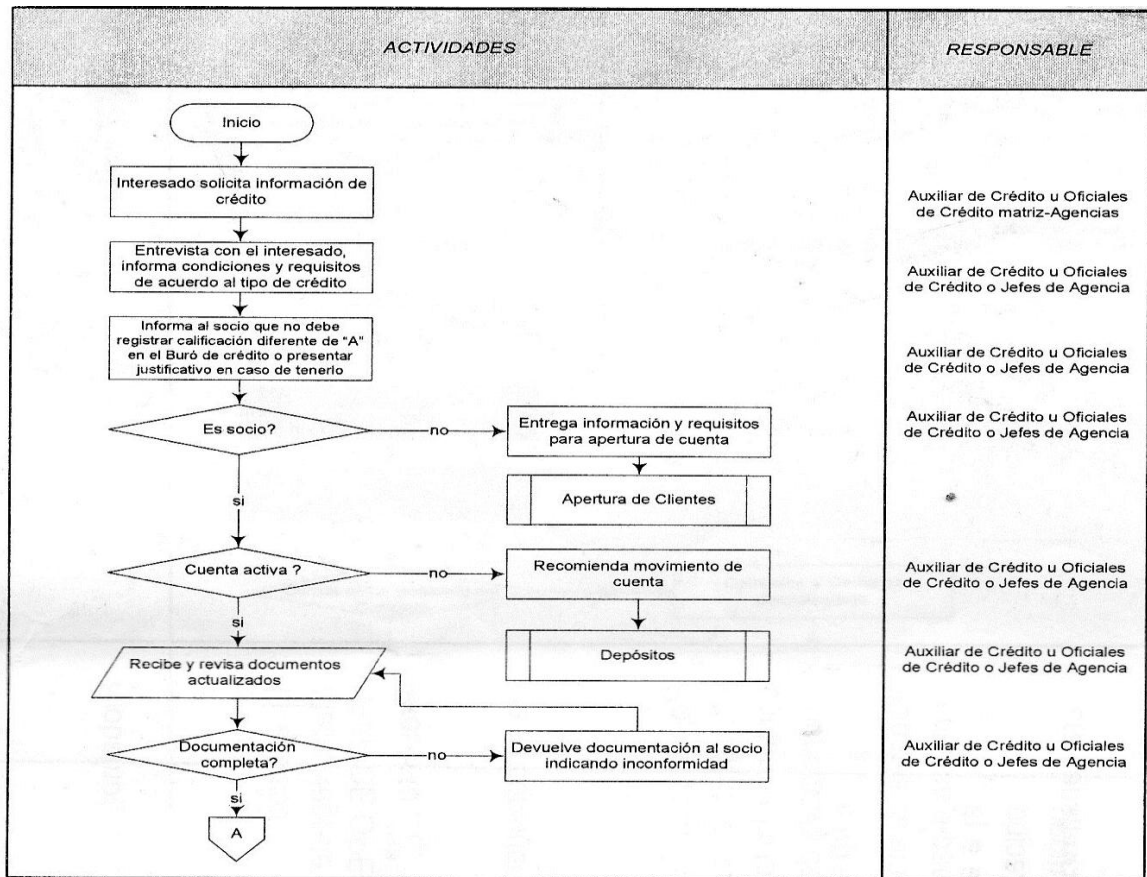 ACTIVIDADES
RESPONSABLE
Inicio
Interesado solicita información de
crédito
Auxiliar de Crédito u Oficiales
de Crédito matriz-Agencias
Entrevista con el interesado,
informa condiciones y requisitos
de acuerdo al tipo de crédito
Auxiliar de Crédito u Oficiales
de Crédito o Jefes de Agencia
Informa al socio que no debe
registrar calificación diferente de "A"
en el Buró de crédito o presentar
justificativo en caso de tenerlo
Auxiliar de Crédito u Oficiales
de Crédito o Jefes de Agencia
Es socio?
no
Entrega información y requisitos
para apertura de cuenta
Auxiliar de Crédito u Oficiales
de Crédito o Jefes de Agencia
si
Apertura de Clientes
Cuenta activa ?
no
Recomienda movimiento de
cuenta
Auxiliar de Crédito u Oficiales
de Crédito o Jefes de Agencia
si
Recibe y revisa documentos
actualizados
Depósitos
Auxiliar de Crédito u Oficiales
de Crédito o Jefes de Agencia
Documentación
completa?
no
Devuelve documentación al socio
indicando inconformidad
Auxiliar de Crédito u Oficiales
de Crédito o Jefes de Agencia
si
A